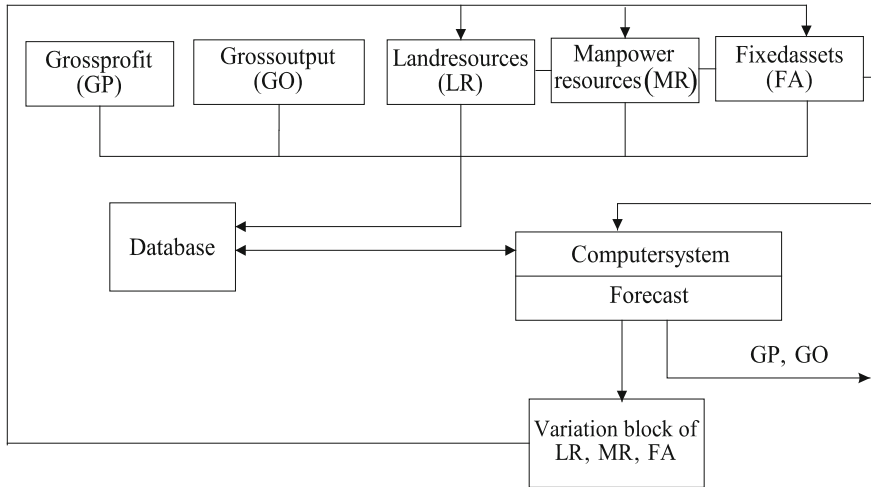 Grossprofit
(GP)
Grossoutput
(GO)
Landresources
(LR)
Manpower
resources (MR)
Fixedassets
(FA)
Database
Computersystem
Forecast
GP, GO
Variation block of
LR, MR, FA